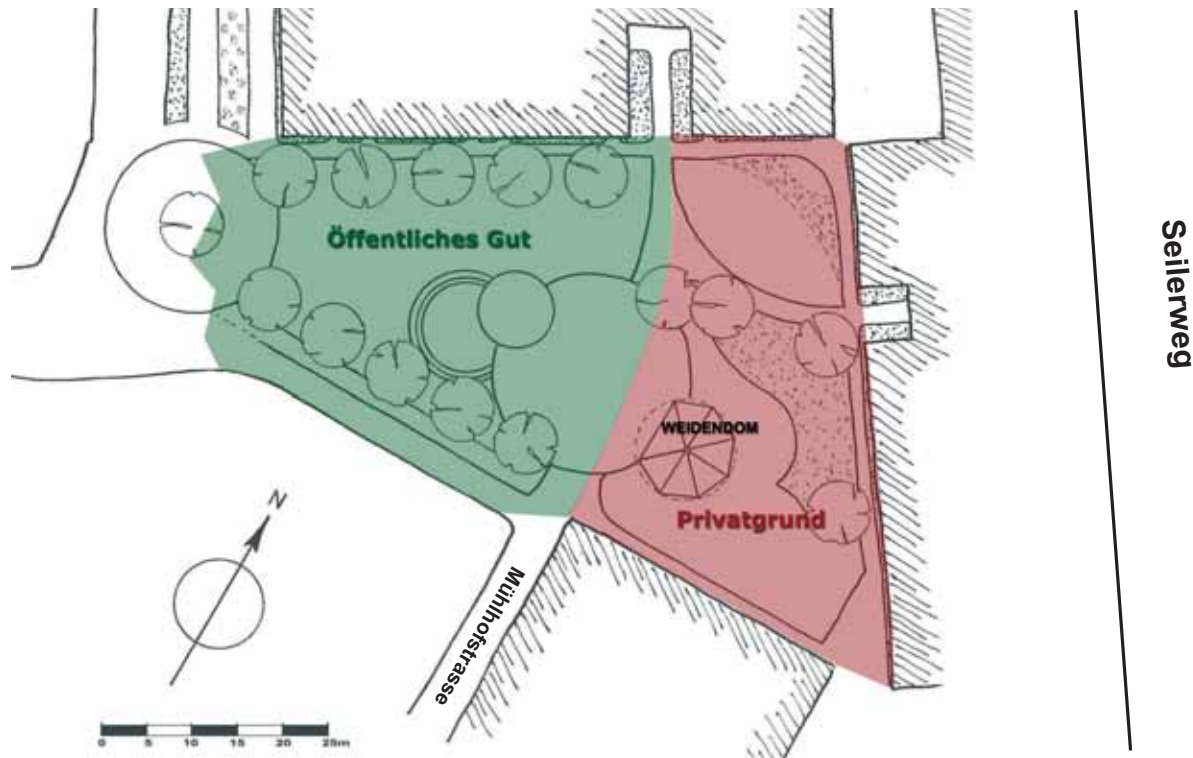 Öffentliches Gut
Seilerweg
WEIDENDOM
Privatgrund
N
Mühlhofstrasse
0 5 10 15 20 25m